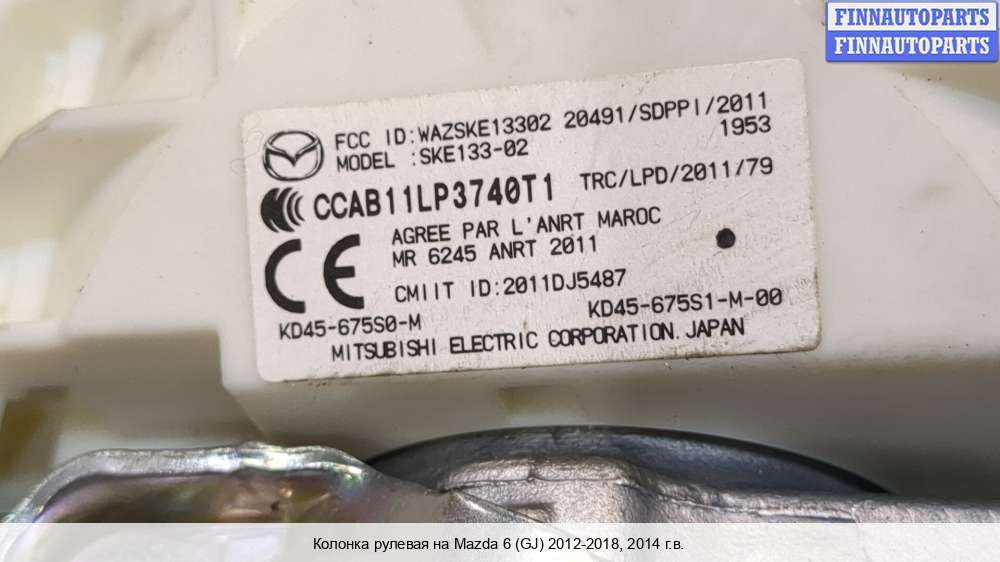 FINNAUTOPARTS
FINNAUTOPARTS
FCC ID:WAZSKE13302 20491/SDPPI/2011
MODEL :SKE133-02 1953
CCAB11LP3740T1 TRC/LPD/2011/79
AGREE PAR L'ANRT MAROC
MR 6245 ANRT 2011
CE
CMIIT ID:2011DJ5487
KD45-675S0-M KD45-675S1-M-00
MITSUBISHI ELECTRIC CORPORATION.JAPAN
Колонка рулевая на Mazda 6 (GJ) 2012-2018, 2014 г.в.